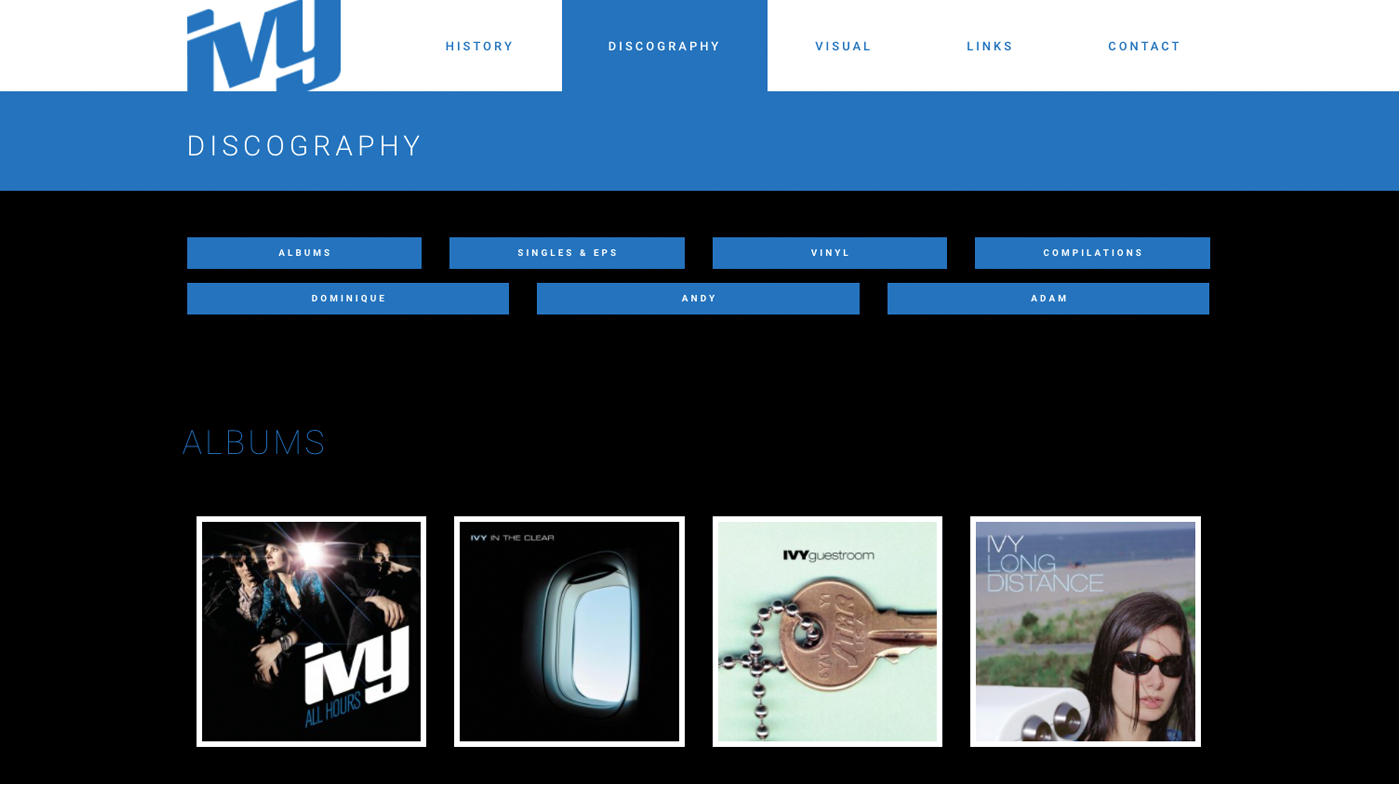 ivy
HISTORY
DISCOGRAPHY
VISUAL
LINKS
CONTACT
DISCOGRAPHY
ALBUMS
SINGLES & EPS
VINYL
COMPILATIONS
DOMINIQUE
ANDY
ADAM
ALBUMS
ivy
ALL HOURS
IVY IN THE CLEAR
IVYguestroom
IVY
LONG
DISTANCE